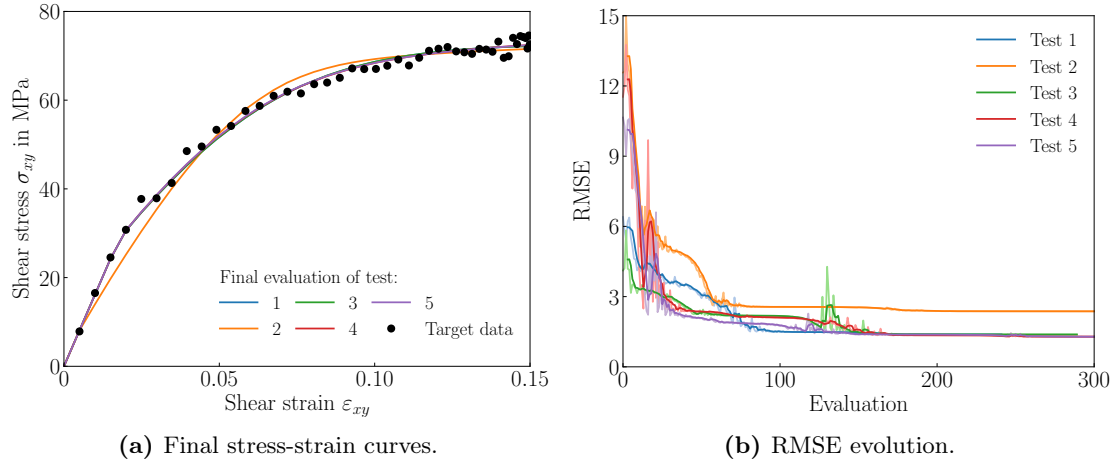 80
60
40
20
0
0
0.05
0.10
0.15
Shear stress σxy in MPa
Shear strain εxy
Final evaluation of test:
1 3 5
2 4 Target data
(a) Final stress-strain curves.
15
12
9
6
3
0
0
100
200
300
RMSE
Evaluation
Test 1
Test 2
Test 3
Test 4
Test 5
(b) RMSE evolution.